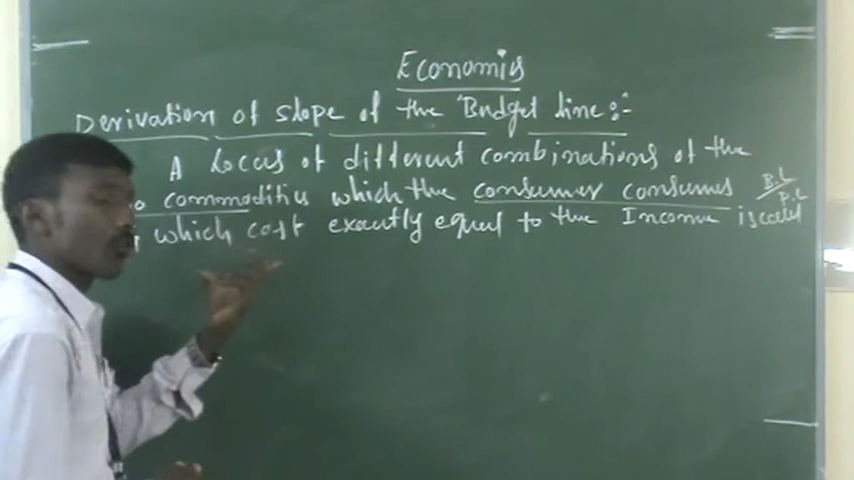 Economics
Derivation of slope of the Budget line:-
A Locus of different combinations of the
o commodities which the consumer consumes B.L
P.L
which cost exactly equal to the Income is called